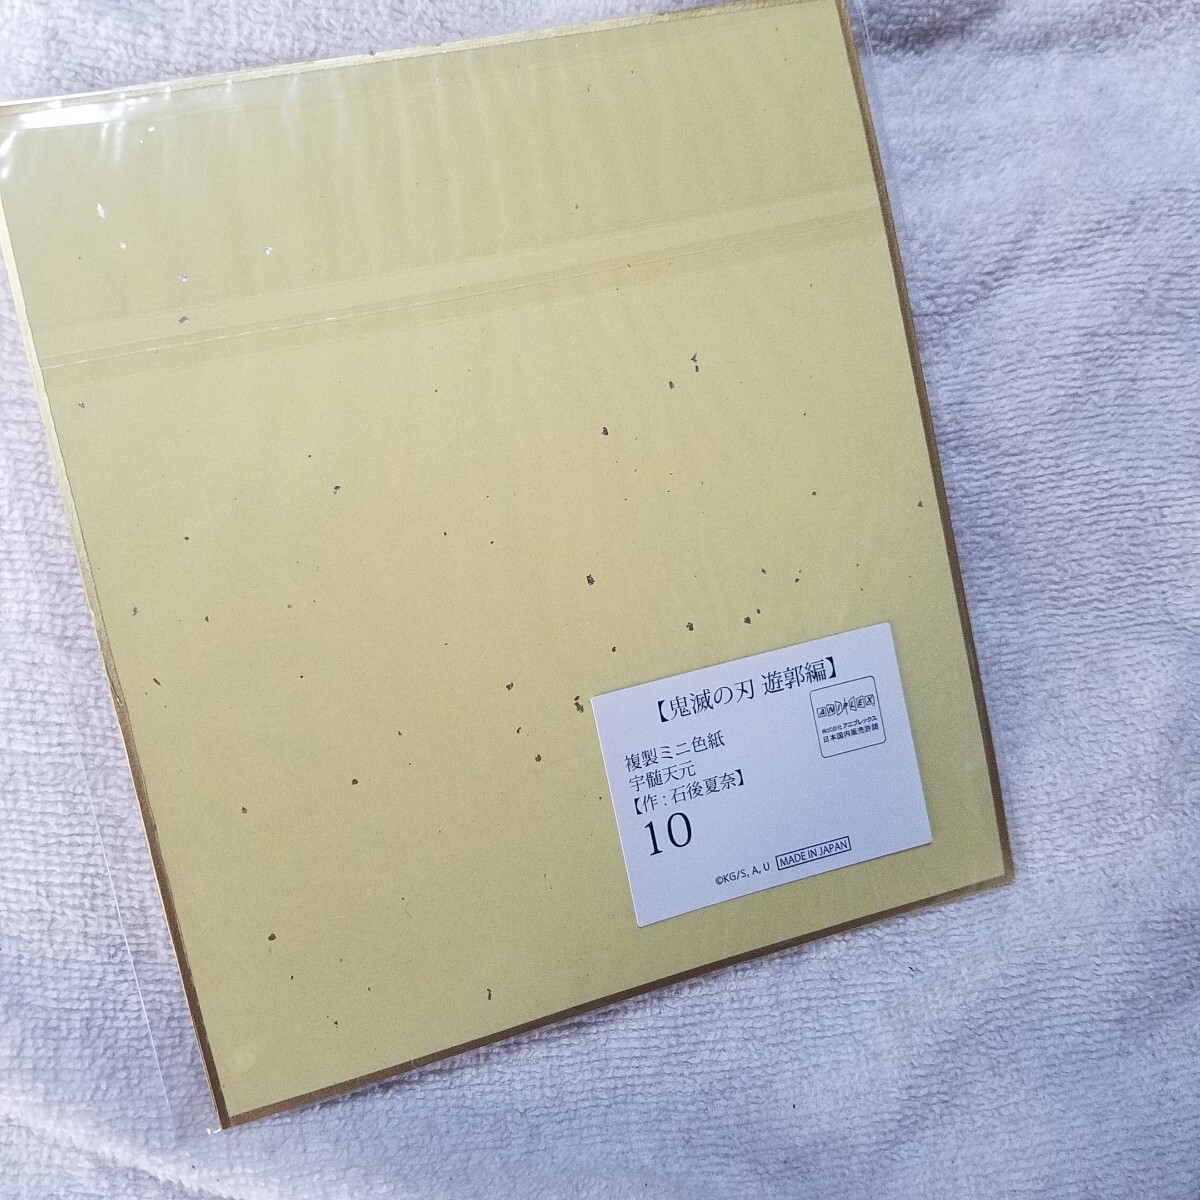 【鬼滅の刃 遊郭編】
ANIPLEX
株式会社アニプレックス
日本国内販売許諾
複製ミニ色紙
宇髄天元
【作：石後夏奈】
10
©KG/S, A, U MADE IN JAPAN